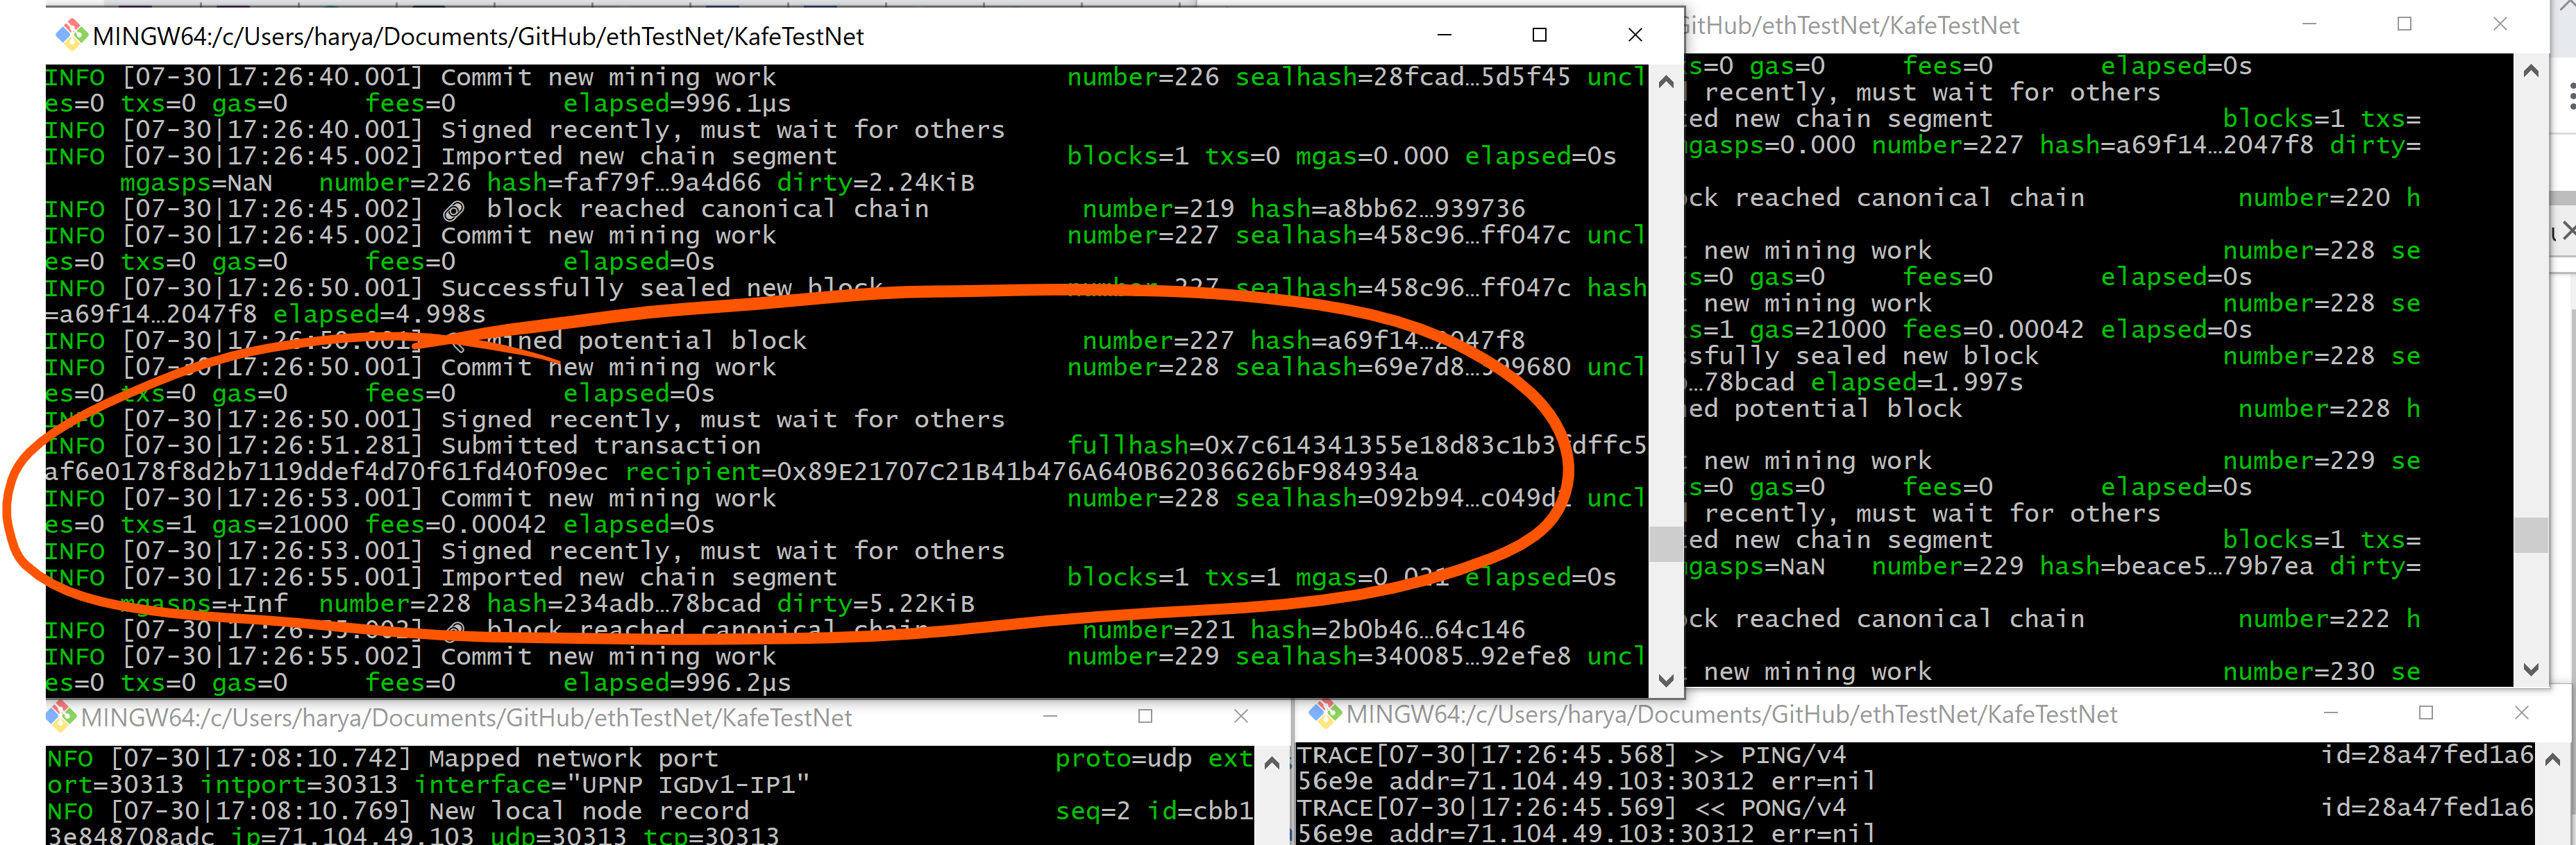 MINGW64:/c/Users/harya/Documents/GitHub/ethTestNet/KafeTestNet
INFO [07-30|17:26:40.001] Commit new mining work number=226 sealhash=28fcad…5d5f45 uncl
es=0 txs=0 gas=0 fees=0 elapsed=996.1µs
INFO [07-30|17:26:40.001] Signed recently, must wait for others
INFO [07-30|17:26:45.002] Imported new chain segment blocks=1 txs=0 mgas=0.000 elapsed=0s
mgasps=NaN number=226 hash=faf79f…9a4d66 dirty=2.24KiB
INFO [07-30|17:26:45.002] block reached canonical chain number=219 hash=a8bb62…939736
INFO [07-30|17:26:45.002] Commit new mining work number=227 sealhash=458c96…ff047c uncl
es=0 txs=0 gas=0 fees=0 elapsed=0s
INFO [07-30|17:26:50.001] Successfully sealed new block number=227 sealhash=458c96…ff047c hash
=a69f14…2047f8 elapsed=4.998s
INFO [07-30|17:26:50.001] mined potential block number=227 hash=a69f14…2047f8
INFO [07-30|17:26:50.001] Commit new mining work number=228 sealhash=69e7d8…599680 uncl
es=0 txs=0 gas=0 fees=0 elapsed=0s
INFO [07-30|17:26:50.001] Signed recently, must wait for others
INFO [07-30|17:26:51.281] Submitted transaction
af6e0178f8d2b7119ddef4d70f61fd40f09ec recipient=0x89E21707C21B41b476A640B62036626bF984934a
INFO [07-30|17:26:53.001] Commit new mining work number=228 uncl
es=0 txs=1 gas=21000 fees=0.00042 elapsed=0s
INFO [07-30|17:26:53.001] Signed recently, must wait for others
INFO [07-30|17:26:55.001] Imported new chain segment blocks=1 txs=1 mgas=0.021 elapsed=0s
mgasps=+Inf number=228 hash=234adb…78bcad dirty=5.22KiB
INFO [07-30|17:26:55.002] block reached canonical chain number=221 hash=2b0b46…64c146
INFO [07-30|17:26:55.002] Commit new mining work number=229 sealhash=340085…92efe8 uncl
es=0 txs=0 gas=0 fees=0 elapsed=996.2µs
GitHub/ethTestNet/KafeTestNet
s=0 gas=0 fees=0 elapsed=0s
recently, must wait for others
ed new chain segment blocks=1 txs=
mgasps=0.000 number=227 hash=a69f14…2047f8 dirty=
ck reached canonical chain number=220 h
new mining work number=228 se
s=0 gas=0 fees=0 elapsed=0s
new mining work number=228 se
s=1 gas=21000 fees=0.00042 elapsed=0s
ssfully sealed new block number=228 se
…78bcad elapsed=1.997s
ed potential block number=228 h
new mining work number=229 se
s=0 gas=0 fees=0 elapsed=0s
recently, must wait for others
ed new chain segment blocks=1 txs=
mgasps=NaN number=229 hash=beace5…79b7ea dirty=
ck reached canonical chain number=222 h
new mining work number=230 se
MINGW64:/c/Users/harya/Documents/GitHub/ethTestNet/KafeTestNet
NFO [07-30|17:08:10.742] Mapped network port proto=udp ext
ort=30313 intport=30313 interface="UPNP IGDv1-IP1"
NFO [07-30|17:08:10.769] New local node record seq=2 id=cbb1
3e848708adc ip=71.104.49.103 udp=30313 tcp=30313
MINGW64:/c/Users/harya/Documents/GitHub/ethTestNet/KafeTestNet
TRACE[07-30|17:26:45.568] >> PING/v4 id=28a47fed1a6
56e9e addr=71.104.49.103:30312 err=nil
TRACE[07-30|17:26:45.569] << PONG/v4 id=28a47fed1a6
56e9e addr=71.104.49.103:30312 err=nil